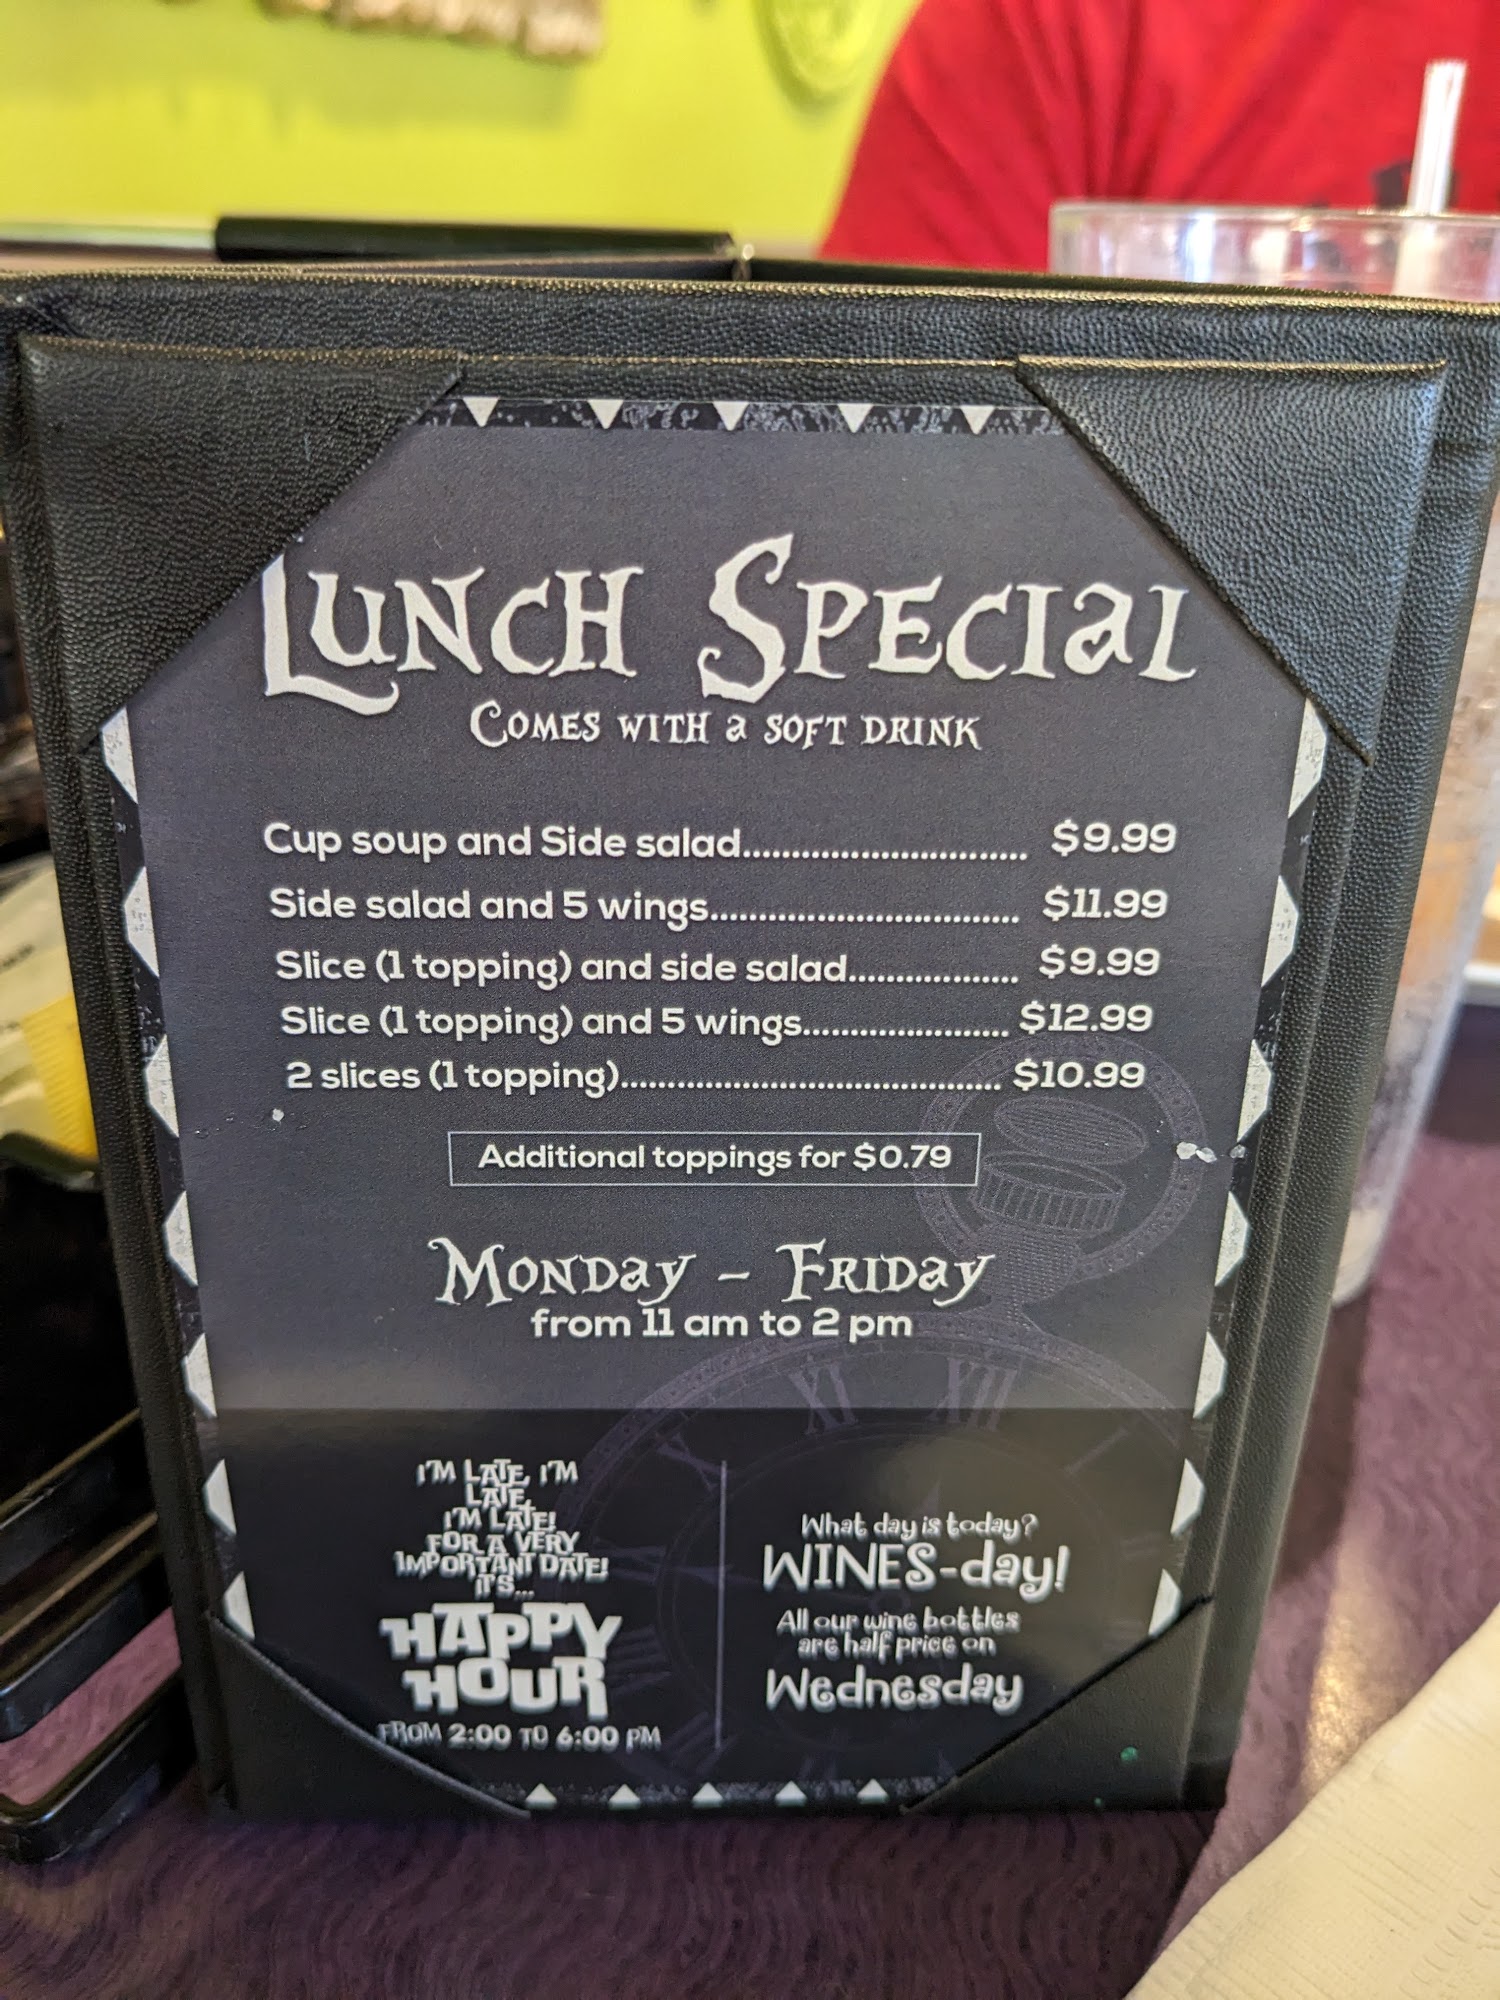 LUNCH SPECIAL
COMES WITH a SOFT DRINK
Cup soup and Side salad............................. $9.99
Side salad and 5 wings................................ $11.99
Slice (1 topping) and side salad.................. $9.99
Slice (1 topping) and 5 wings..................... $12.99
2 slices (1 topping)....................................... $10.99
Additional toppings for $0.79
MONDay – FRIDay
from 11 am to 2 pm
I'M LATE, I'M
LATE,
I'M LATE!
FOR A VERY
IMPORTANT DATE!
IT'S...
HAPPY
HOUR
FROM 2:00 TO 6:00 PM
What day is today?
WINES-day!
All our wine bottles
are half price on
Wednesday
XI XII